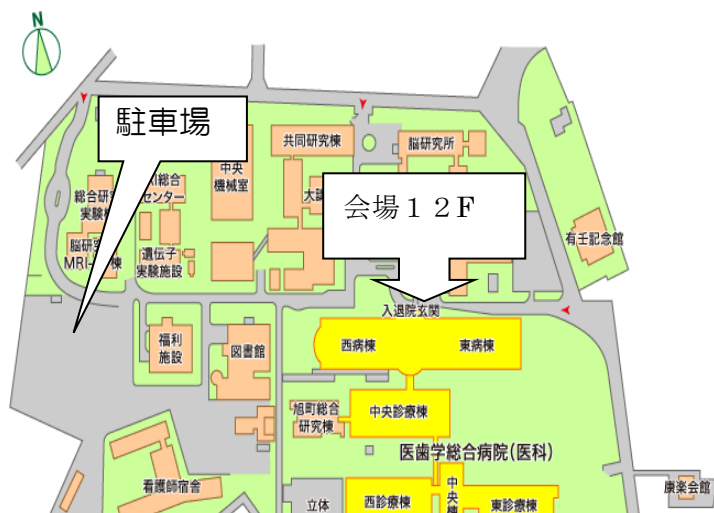 N
駐車場
共同研究棟
脳研究所
中央
機械室
総合
センター
総合研
実験
大
会場１２F
有壬記念館
脳研究
MRI
棟
遺伝子
実験施設
入退院玄関
福利
施設
図書館
西病棟
東病棟
旭町総合
研究棟
中央診療棟
医歯学総合病院(医科)
看護師宿舎
立体
西診療棟
中
央
棟
東診療棟
康楽会館